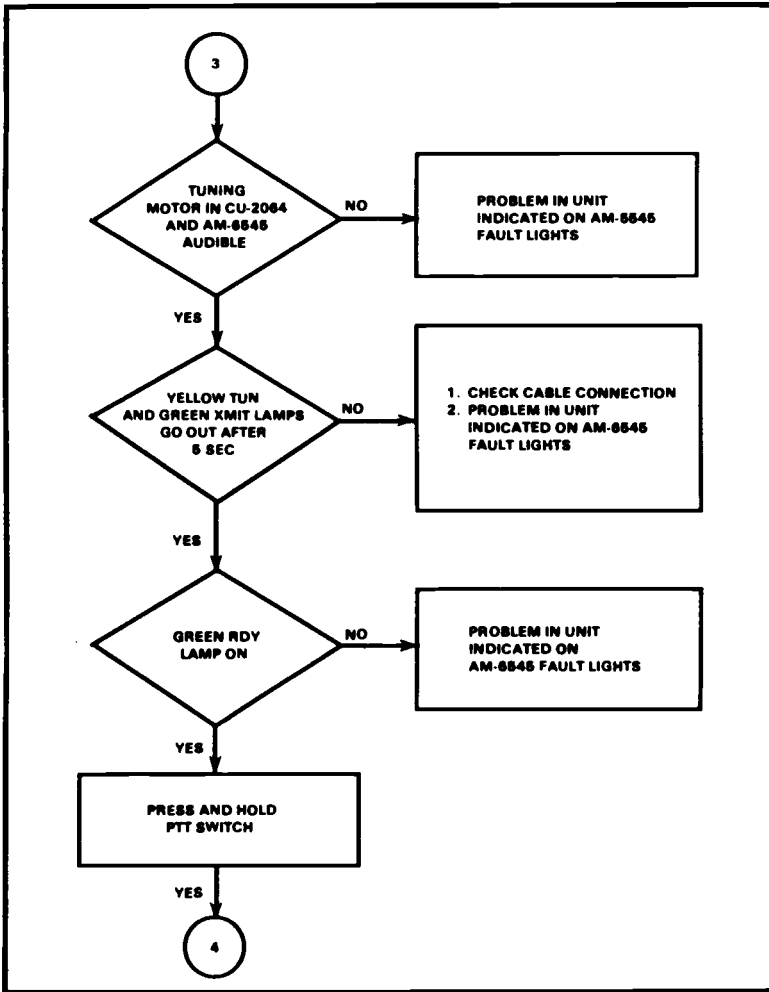 3
TUNING
MOTOR IN CU-2064
AND AM-6545
AUDIBLE
NO
PROBLEM IN UNIT
INDICATED ON AM-6545
FAULT LIGHTS
YES
YELLOW TUN
AND GREEN XMIT LAMPS
GO OUT AFTER
5 SEC
NO
1. CHECK CABLE CONNECTION
2. PROBLEM IN UNIT
INDICATED ON AM-6545
FAULT LIGHTS
YES
GREEN RDY
LAMP ON
NO
PROBLEM IN UNIT
INDICATED ON
AM-6545 FAULT LIGHTS
YES
PRESS AND HOLD
PTT SWITCH
YES
4